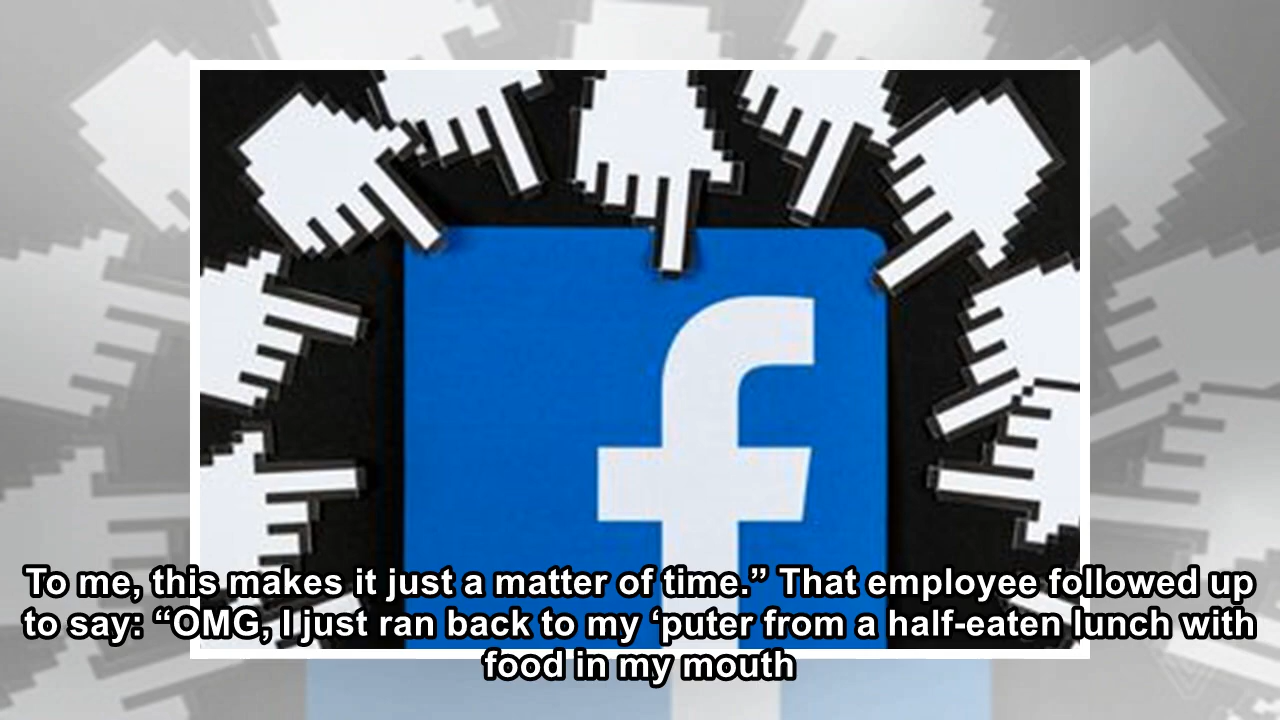 f
To me, this makes it just a matter of time.” That employee followed up
to say: “OMG, I just ran back to my ‘puter from a half-eaten lunch with
food in my mouth